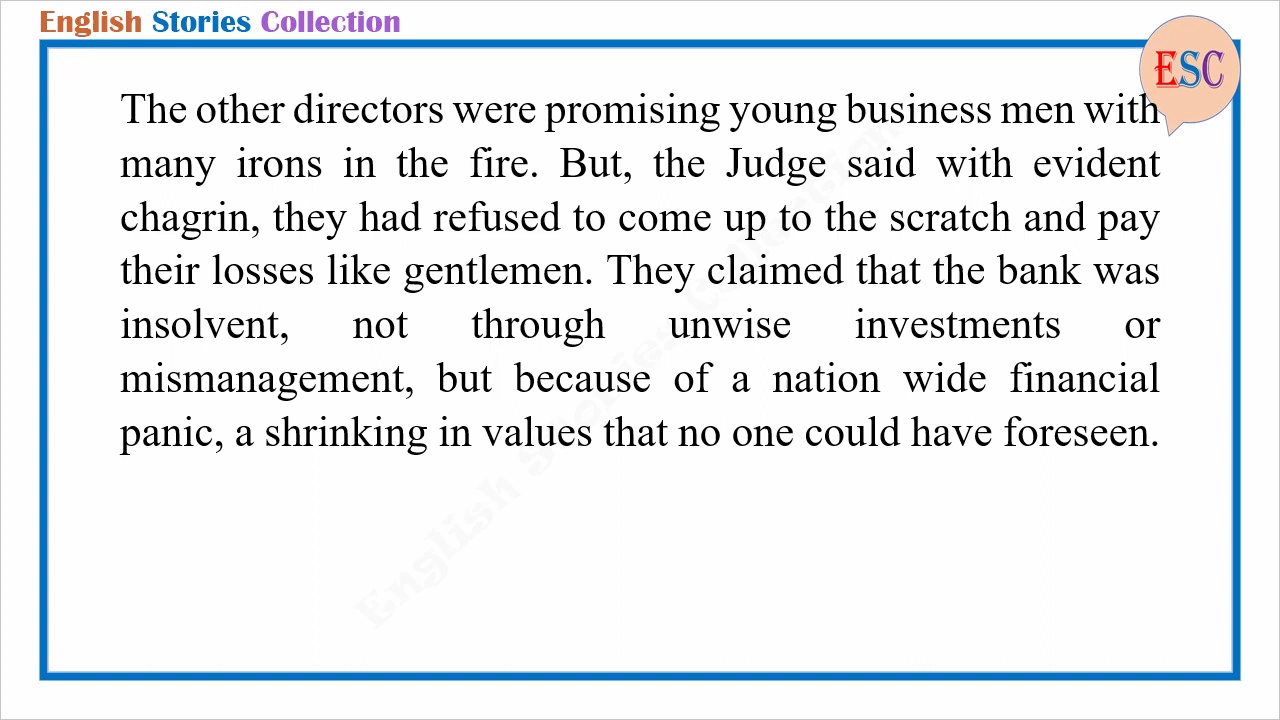 English Stories Collection
ESC
The other directors were promising young business men with
many irons in the fire. But, the Judge said with evident
chagrin, they had refused to come up to the scratch and pay
their losses like gentlemen. They claimed that the bank was
insolvent, not through unwise investments or
mismanagement, but because of a nation wide financial
panic, a shrinking in values that no one could have foreseen.
English Stories Collection